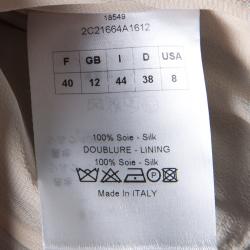 18549
2C21664A1612
F GB I D USA
40 12 44 38 8
100% Soie - Silk
DOUBLURE - LINING
100% Soie - Silk
Made In ITALY